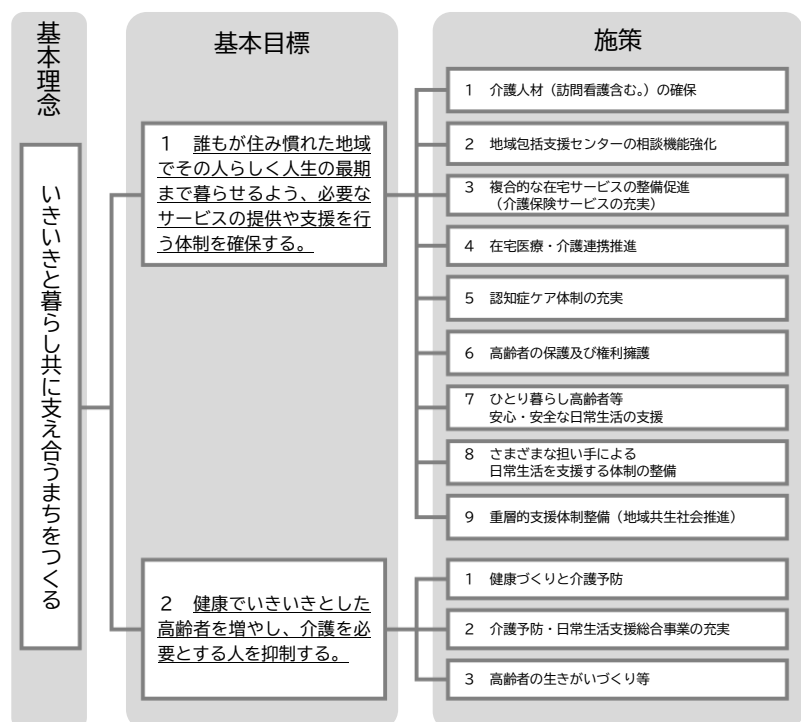 基本理念
いきいきと暮らし共に支え合うまちをつくる
基本目標
1 誰もが住み慣れた地域
でその人らしく人生の最期
まで暮らせるよう、必要な
サービスの提供や支援を行
う体制を確保する。
2 健康でいきいきとした
高齢者を増やし、介護を必
要とする人を抑制する。
施策
1 介護人材（訪問看護含む。）の確保
2 地域包括支援センターの相談機能強化
3 複合的な在宅サービスの整備促進
（介護保険サービスの充実）
4 在宅医療・介護連携推進
5 認知症ケア体制の充実
6 高齢者の保護及び権利擁護
7 ひとり暮らし高齢者等
安心・安全な日常生活の支援
8 さまざまな担い手による
日常生活を支援する体制の整備
9 重層的支援体制整備（地域共生社会推進）
1 健康づくりと介護予防
2 介護予防・日常生活支援総合事業の充実
3 高齢者の生きがいづくり等